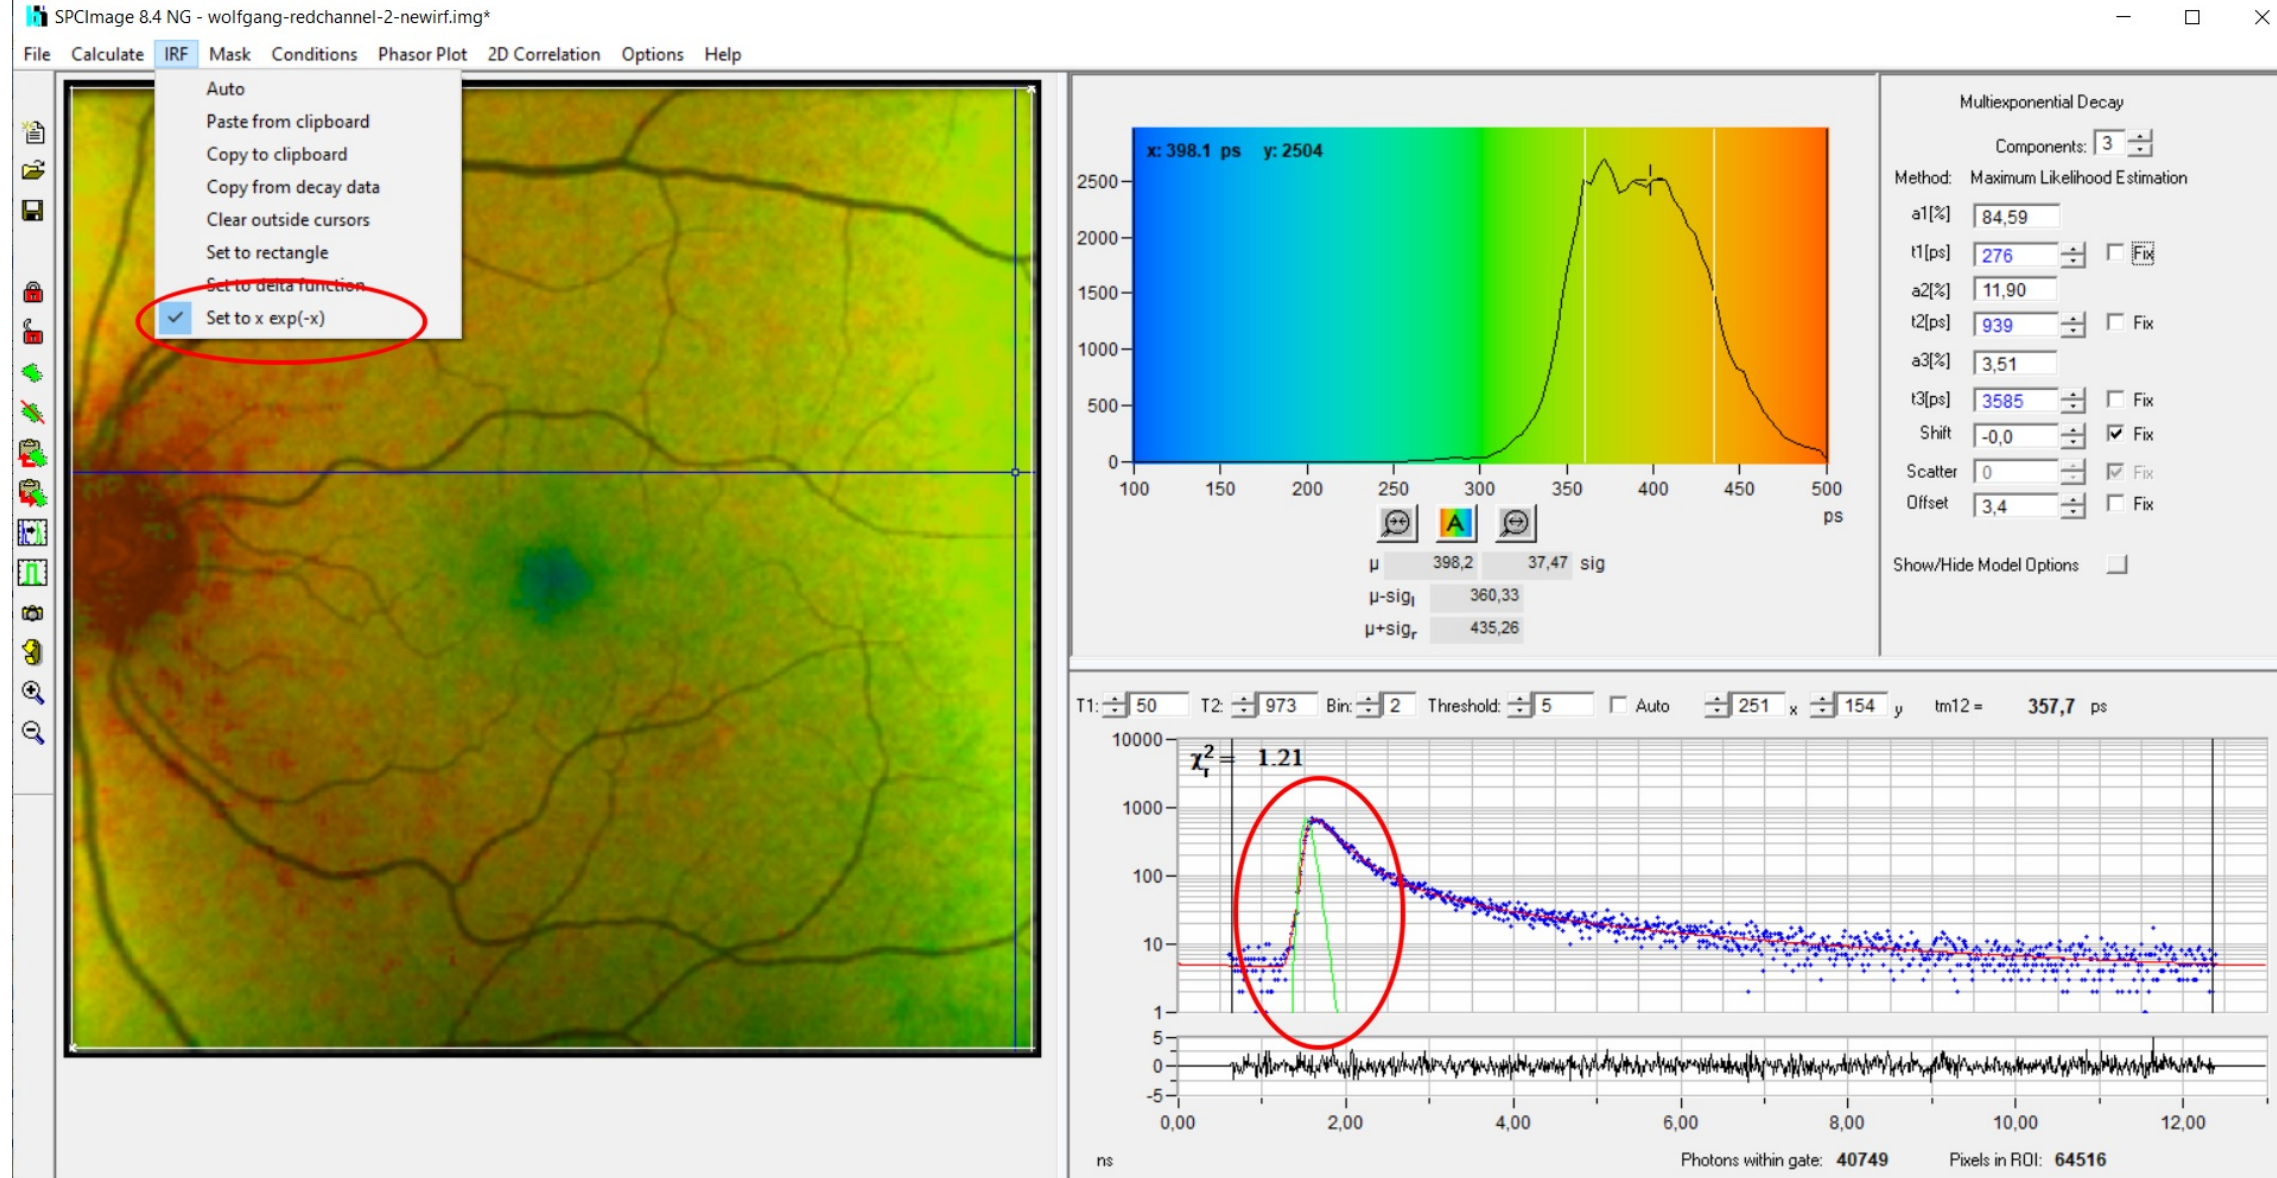 SPCImage 8.4 NG - wolfgang-redchannel-2-newirf.img*
File Calculate IRF Mask Conditions Phasor Plot 2D Correlation Options Help
Auto
Paste from clipboard
Copy to clipboard
Copy from decay data
Clear outside cursors
Set to rectangle
Set to delta function
Set to x exp(-x)
x: 398.1 ps y: 2504
2500
2000
1500
1000
500
0
100 150 200 250 300 350 400 450 500
ps
A
μ 398,2 37,47 sig
μ-sigl 360,33
μ+sigr 435,26
Multiexponential Decay
Components: 3
Method: Maximum Likelihood Estimation
a1[%] 84,59
t1[ps] 276 Fix
a2[%] 11,90
t2[ps] 939 Fix
a3[%] 3,51
t3[ps] 3585 Fix
Shift -0,0 Fix
Scatter 0 Fix
Offset 3,4 Fix
Show/Hide Model Options
T1: 50 T2: 973 Bin: 2 Threshold: 5 Auto 251 x 154 y tm12 = 357,7 ps
χ²r = 1.21
10000
1000
100
10
1
5
0
-5
0,00 2,00 4,00 6,00 8,00 10,00 12,00
ns Photons within gate: 40749 Pixels in ROI: 64516